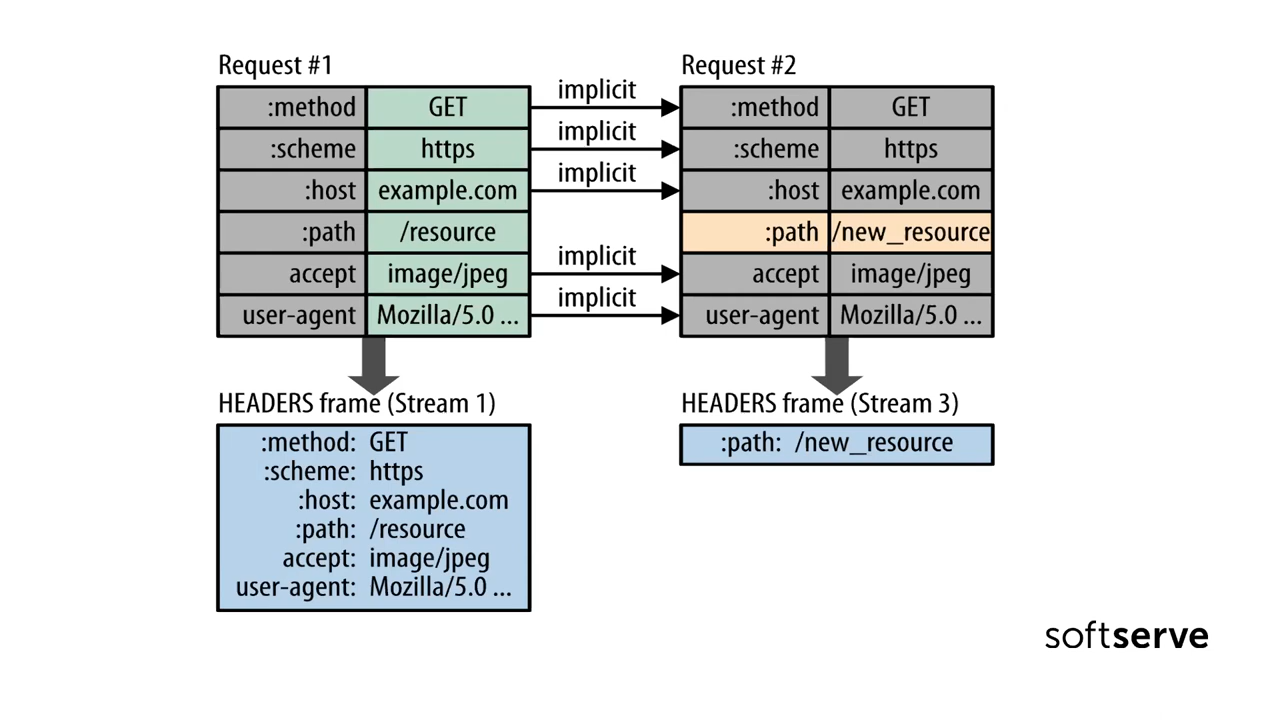 Request #1
:method GET
:scheme https
:host example.com
:path /resource
accept image/jpeg
user-agent Mozilla/5.0 ...
implicit
implicit
implicit
implicit
implicit
Request #2
:method GET
:scheme https
:host example.com
:path /new_resource
accept image/jpeg
user-agent Mozilla/5.0 ...
HEADERS frame (Stream 1)
:method: GET
:scheme: https
:host: example.com
:path: /resource
accept: image/jpeg
user-agent: Mozilla/5.0 ...
HEADERS frame (Stream 3)
:path: /new_resource
softserve